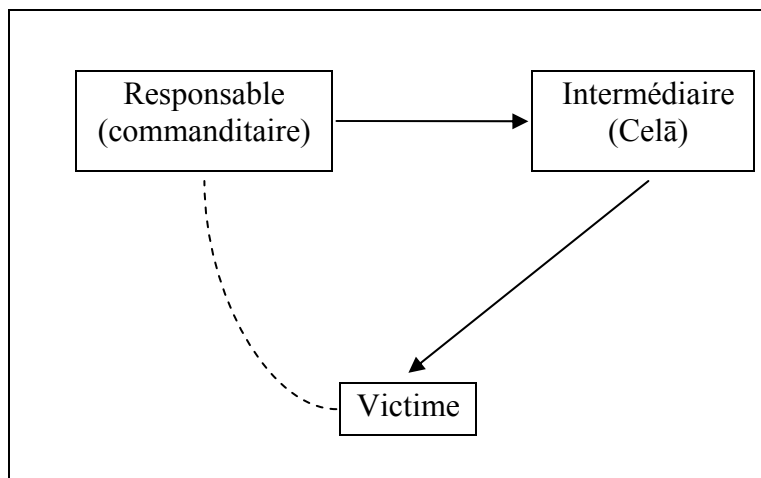 Responsable
(commanditaire)
Intermédiaire
(Celā)
Victime